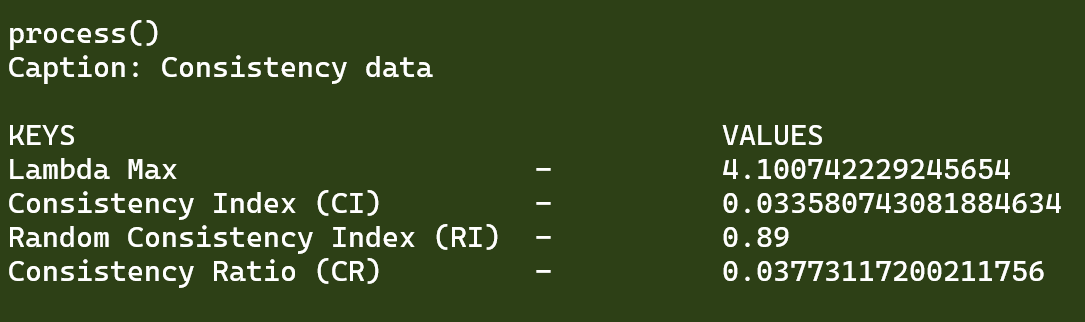 process()
Caption: Consistency data
KEYS VALUES
Lambda Max - 4.100742229245654
Consistency Index (CI) - 0.033580743081884634
Random Consistency Index (RI) - 0.89
Consistency Ratio (CR) - 0.03773117200211756